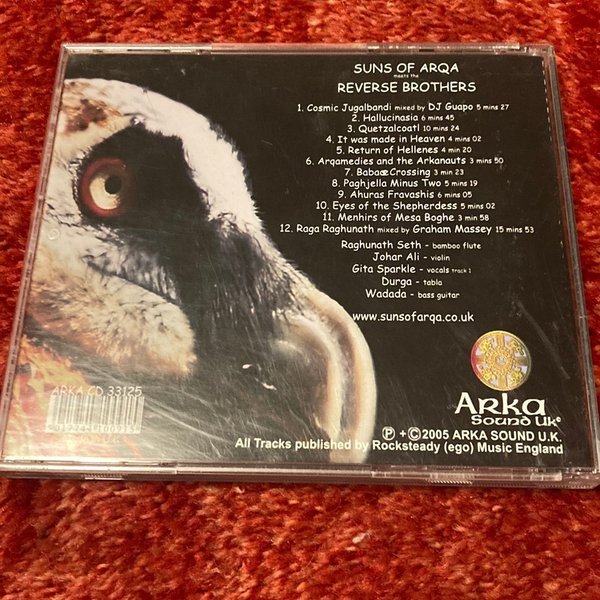 SUNS OF ARQA
meets the
REVERSE BROTHERS
1. Cosmic Jugalbandi mixed by DJ Guapo 5 mins 27
2. Hallucinasia 6 mins 45
3. Quetzalcoatl 10 mins 24
4. It was made in Heaven 4 mins 02
5. Return of Hellenes 4 min 20
6. Arqamedies and the Arkanauts 3 mins 50
7. Babæ Crossing 3 min 23
8. Paghjella Minus Two 5 mins 19
9. Ahuras Fravashis 6 mins 05
10. Eyes of the Shepherdess 5 mins 02
11. Menhirs of Mesa Boghe 3 min 58
12. Raga Raghunath mixed by Graham Massey 15 mins 53
Raghunath Seth - bamboo flute
Johar Ali - violin
Gita Sparkle - vocals track 1
Durga - tabla
Wadada - bass guitar
www.sunsofarqa.co.uk
ARKA CD 33125
Arka
Sound Uk®
Ⓟ + © 2005 ARKA SOUND U.K.
All Tracks published by Rocksteady (ego) Music England